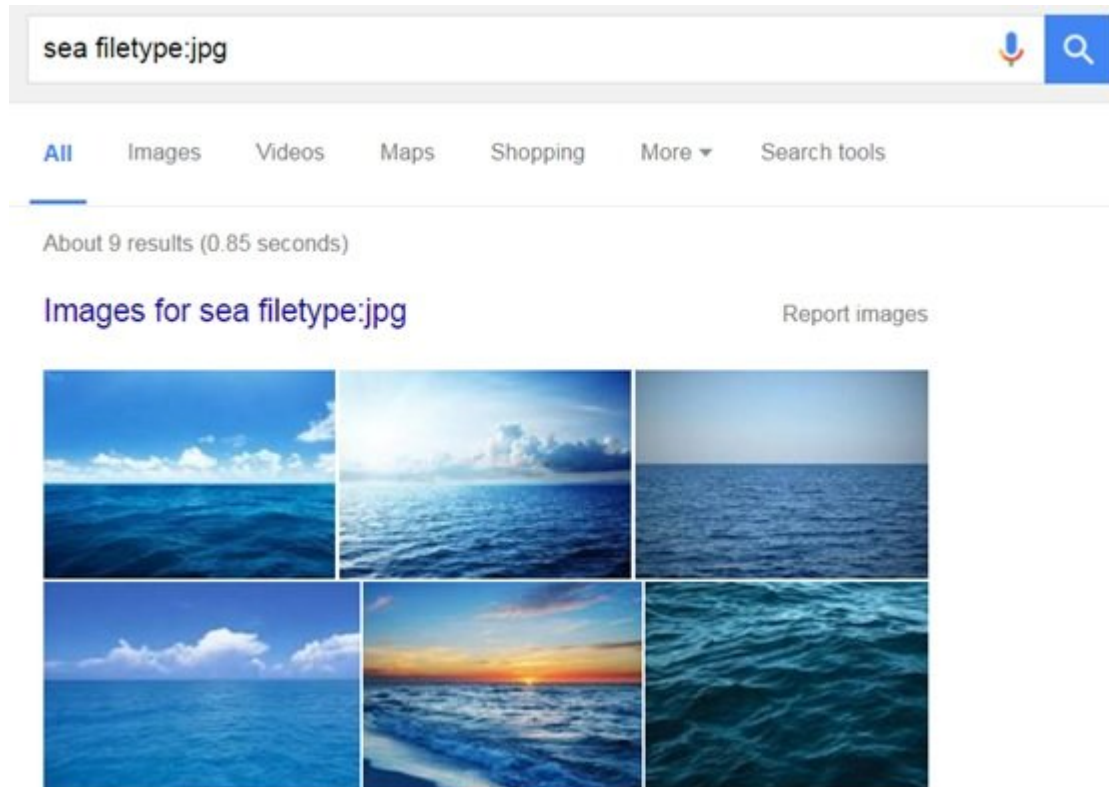 sea filetype:jpg
All Images Videos Maps Shopping More Search tools
About 9 results (0.85 seconds)
Images for sea filetype:jpg Report images